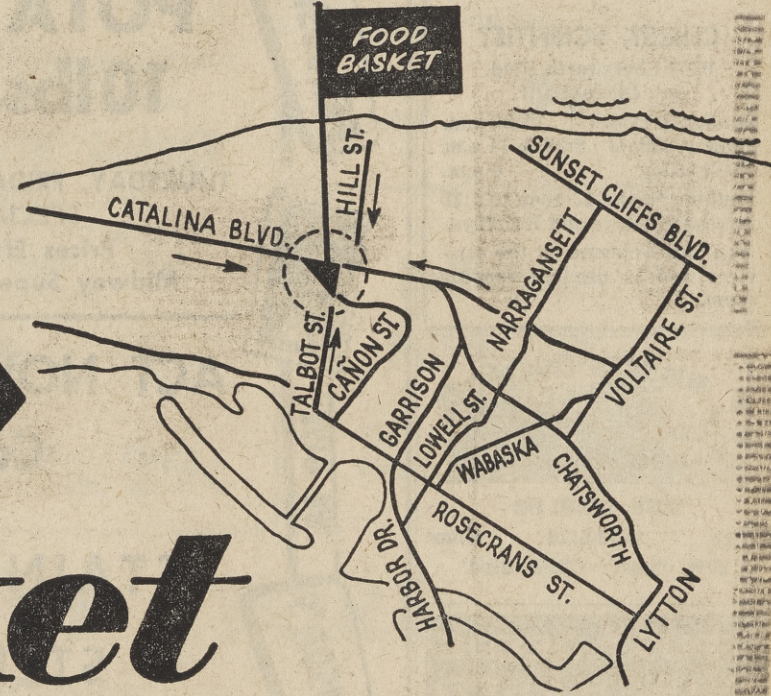 FOOD
BASKET
HILL ST.
SUNSET CLIFFS BLVD.
CATALINA BLVD.
NARRAGANSETT
VOLTAIRE ST.
TALBOT ST.
CAÑON ST
GARRISON
LOWELL ST.
WABASKA
CHATSWORTH
ROSECRANS ST.
HARBOR DR.
LYTTON
et